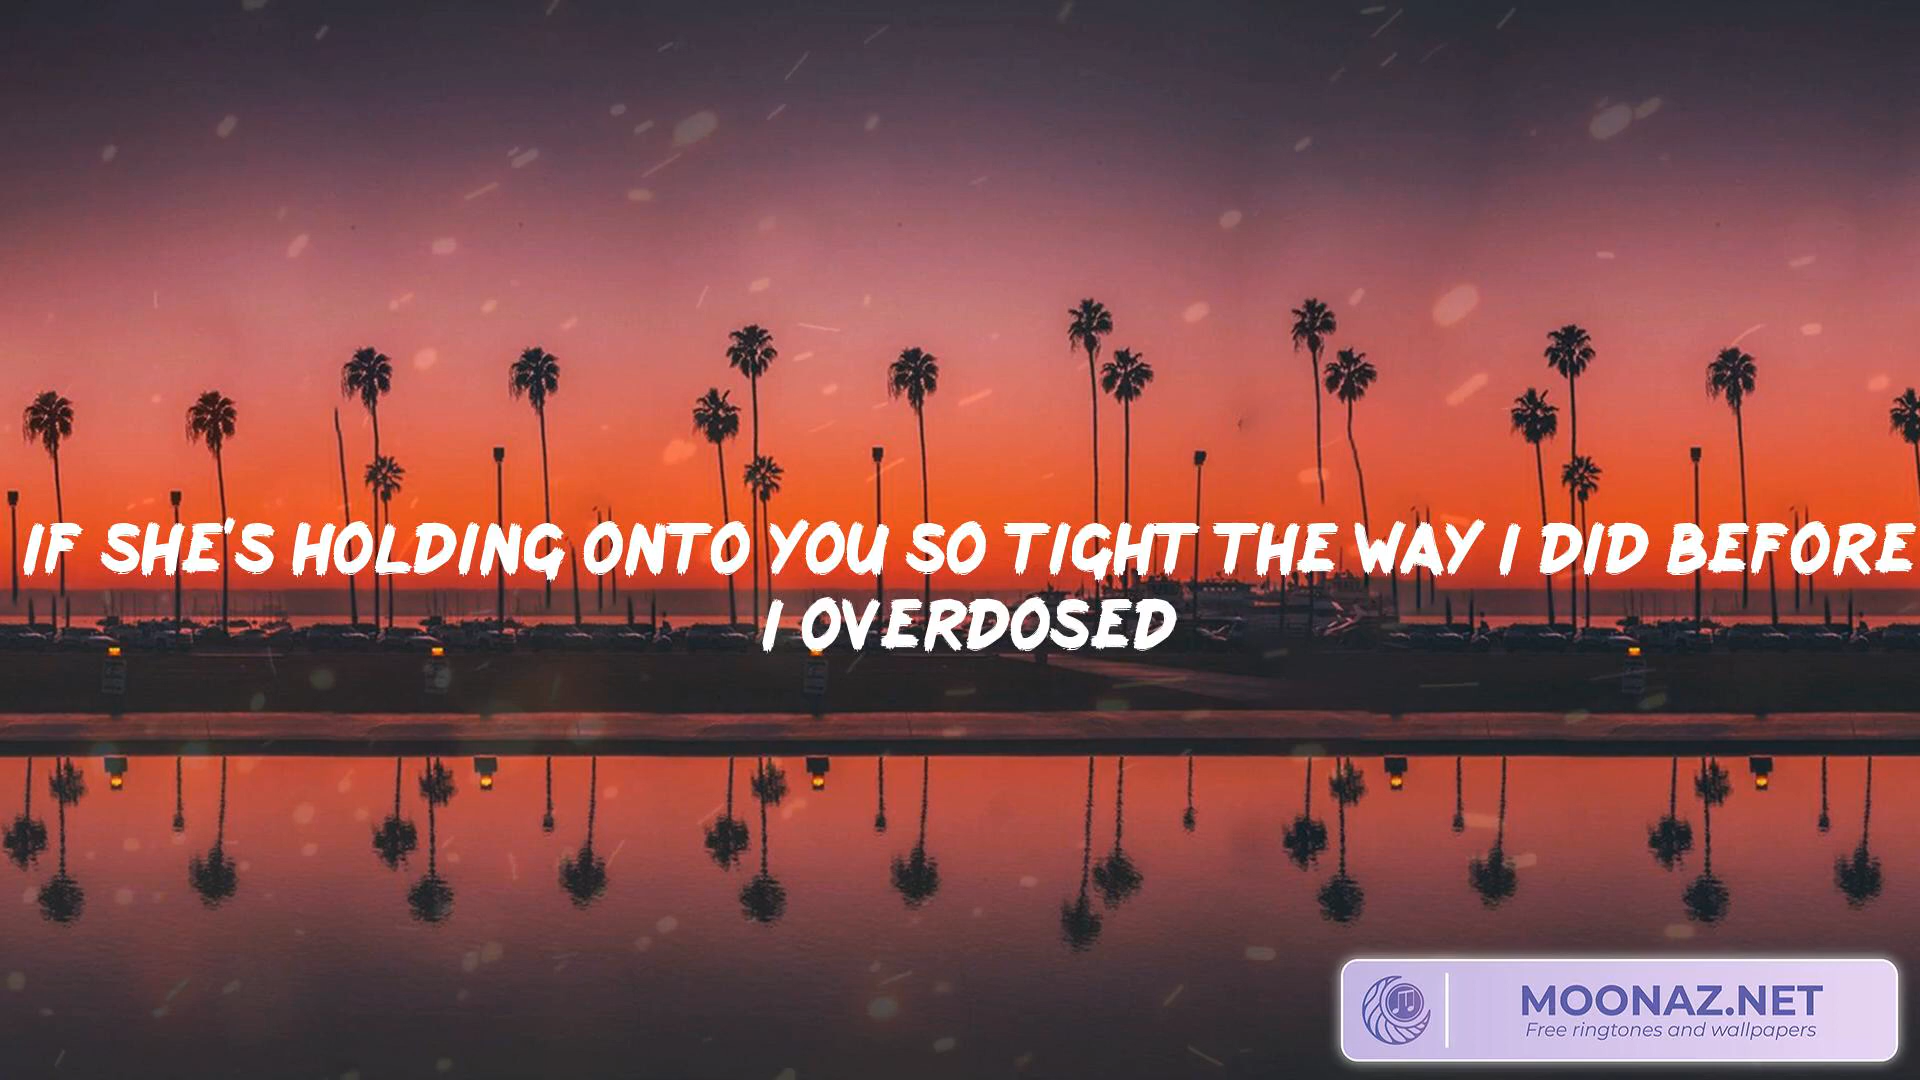 IF SHE'S HOLDING ONTO YOU SO TIGHT THE WAY I DID BEFORE
I OVERDOSED
MOONAZ.NET
Free ringtones and wallpapers